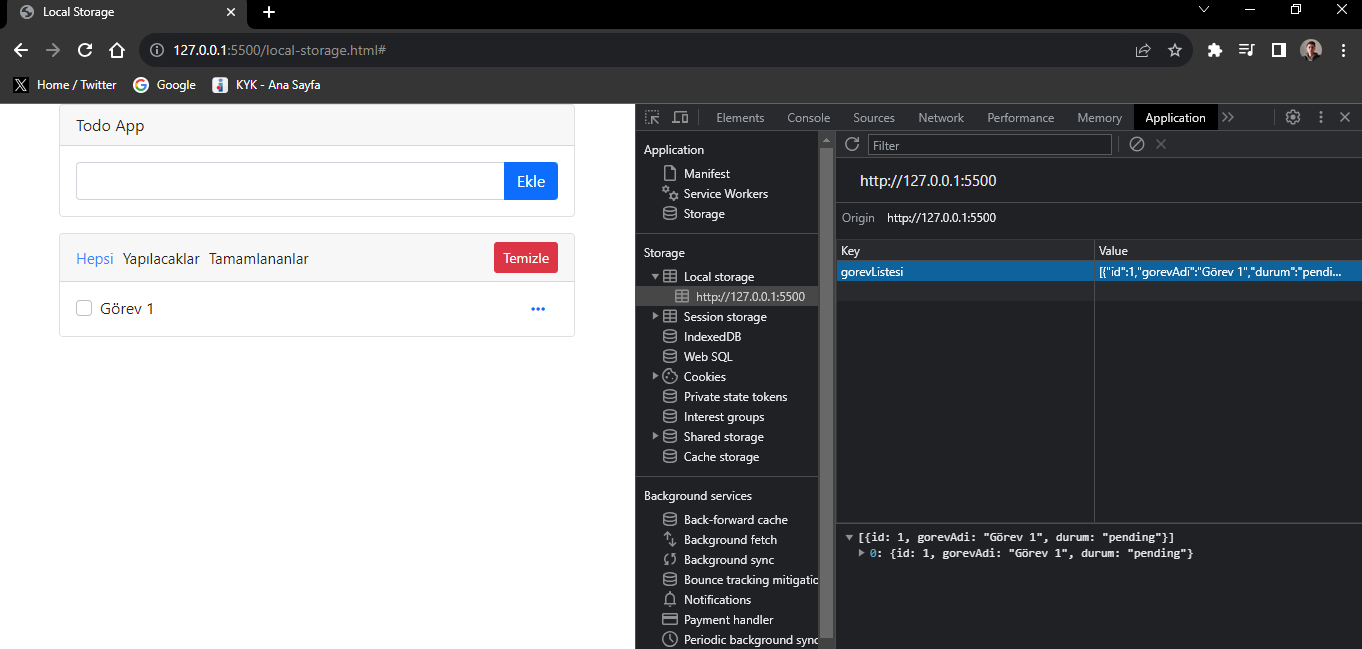 Local Storage
127.0.0.1:5500/local-storage.html#
Home / Twitter Google KYK - Ana Sayfa
Todo App
Ekle
Hepsi Yapılacaklar Tamamlananlar Temizle
Görev 1
Elements Console Sources Network Performance Memory Application
Application
Manifest
Service Workers
Storage
Storage
Local storage
http://127.0.0.1:5500
Session storage
IndexedDB
Web SQL
Cookies
Private state tokens
Interest groups
Shared storage
Cache storage
Background services
Back-forward cache
Background fetch
Background sync
Bounce tracking mitigatio
Notifications
Payment handler
Periodic background sync
Filter
http://127.0.0.1:5500
Origin http://127.0.0.1:5500
Key Value
gorevListesi [{"id":1,"gorevAdi":"Görev 1","durum":"pendi...
[{id: 1, gorevAdi: "Görev 1", durum: "pending"}]
0: {id: 1, gorevAdi: "Görev 1", durum: "pending"}